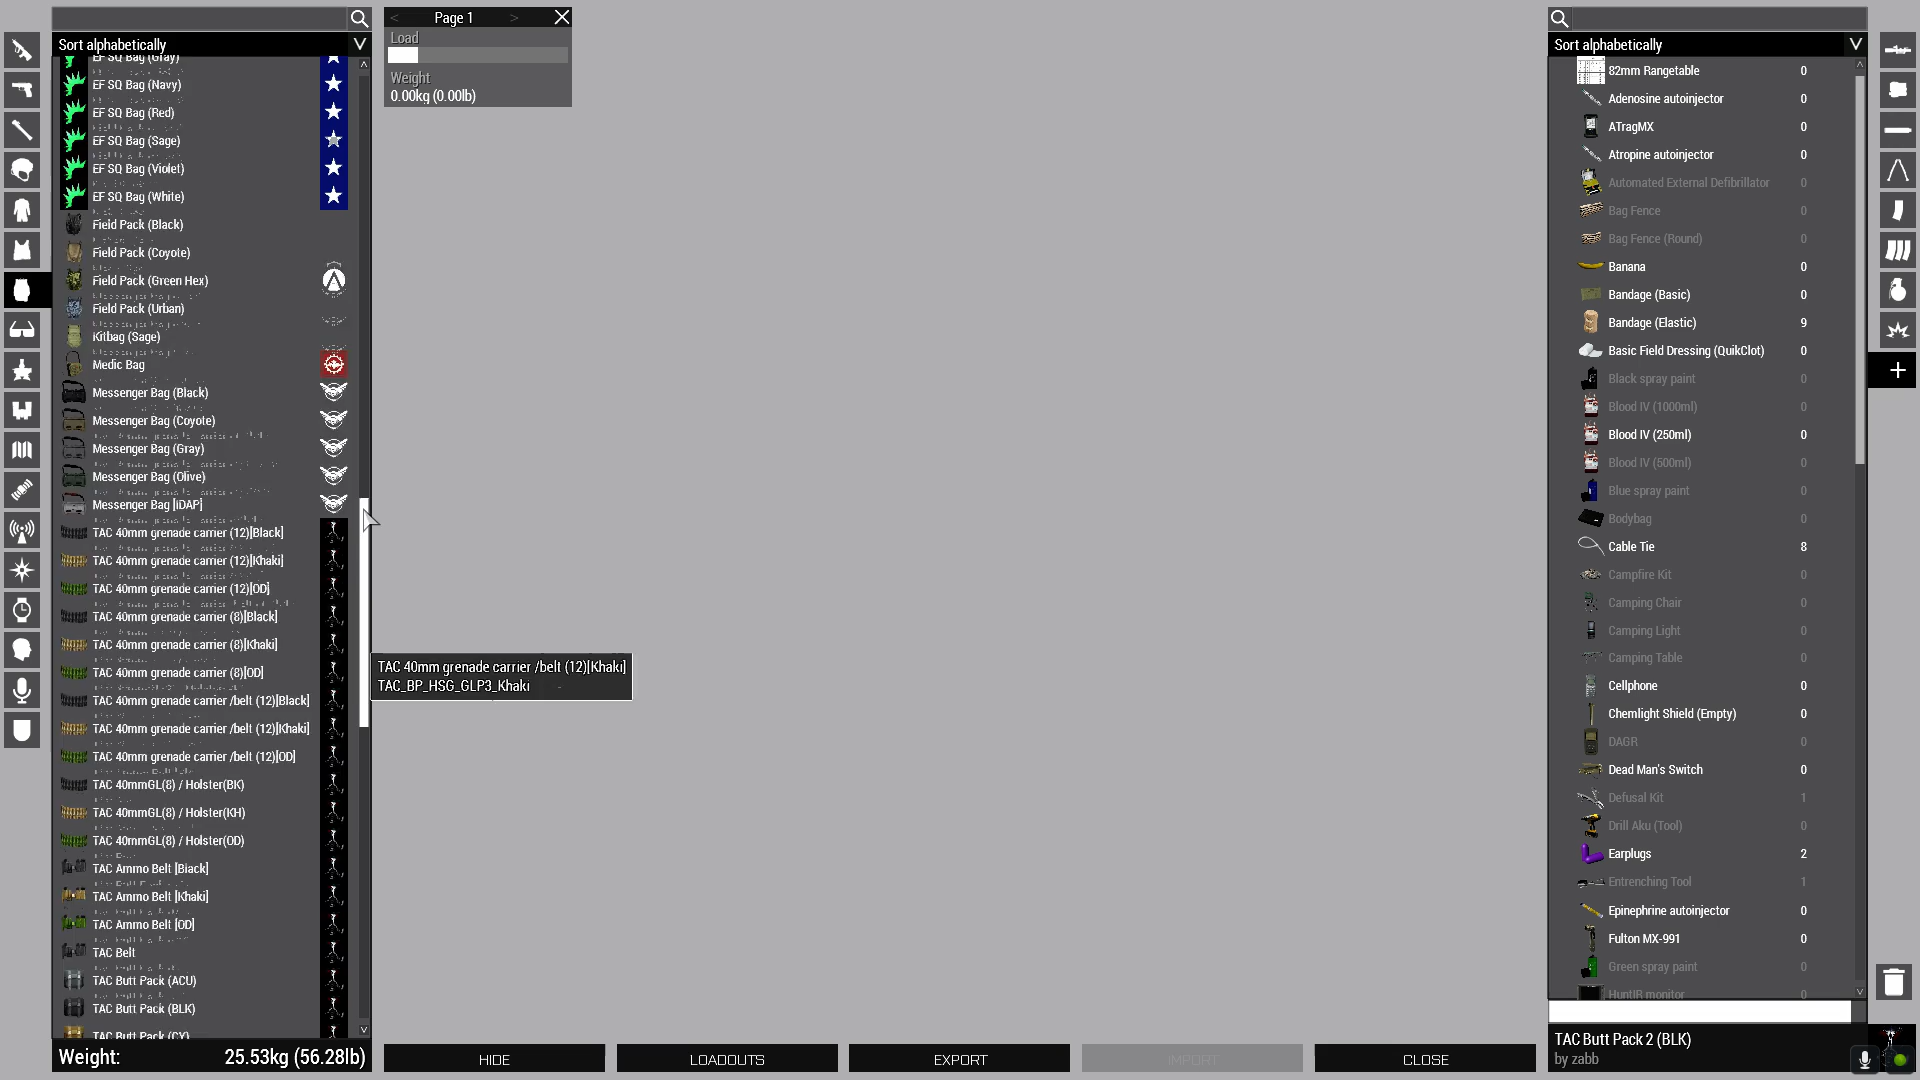 Sort alphabetically
EF SQ Bag (Gray)
EF SQ Bag (Navy)
EF SQ Bag (Red)
EF SQ Bag (Sage)
EF SQ Bag (Violet)
EF SQ Bag (White)
Field Pack (Black)
Field Pack (Coyote)
Field Pack (Green Hex)
Field Pack (Urban)
Kitbag (Sage)
Medic Bag
Messenger Bag (Black)
Messenger Bag (Coyote)
Messenger Bag (Gray)
Messenger Bag (Olive)
Messenger Bag [IDAP]
TAC 40mm grenade carrier (12)[Black]
TAC 40mm grenade carrier (12)[Khaki]
TAC 40mm grenade carrier (12)[OD]
TAC 40mm grenade carrier (8)[Black]
TAC 40mm grenade carrier (8)[Khaki]
TAC 40mm grenade carrier (8)[OD]
TAC 40mm grenade carrier /belt (12)[Black]
TAC 40mm grenade carrier /belt (12)[Khaki]
TAC 40mm grenade carrier /belt (12)[OD]
TAC 40mmGL(8) / Holster(BK)
TAC 40mmGL(8) / Holster(KH)
TAC 40mmGL(8) / Holster(OD)
TAC Ammo Belt [Black]
TAC Ammo Belt [Khaki]
TAC Ammo Belt [OD]
TAC Belt
TAC Butt Pack (ACU)
TAC Butt Pack (BLK)
TAC Butt Pack (CY)
Weight: 25.53kg (56.28lb)
< Page 1 >
Load
Weight
0.00kg (0.00lb)
TAC 40mm grenade carrier /belt (12)[Khaki]
TAC_BP_HSG_GLP3_Khaki
HIDE
LOADOUTS
EXPORT
IMPORT
CLOSE
Sort alphabetically
82mm Rangetable 0
Adenosine autoinjector 0
ATragMX 0
Atropine autoinjector 0
Automated External Defibrillator 0
Bag Fence 0
Bag Fence (Round) 0
Banana 0
Bandage (Basic) 0
Bandage (Elastic) 9
Basic Field Dressing (QuikClot) 0
Black spray paint 0
Blood IV (1000ml) 0
Blood IV (250ml) 0
Blood IV (500ml) 0
Blue spray paint 0
Bodybag 0
Cable Tie 8
Campfire Kit 0
Camping Chair 0
Camping Light 0
Camping Table 0
Cellphone 0
Chemlight Shield (Empty) 0
DAGR 0
Dead Man's Switch 0
Defusal Kit 1
Drill Aku (Tool) 0
Earplugs 2
Entrenching Tool 1
Epinephrine autoinjector 0
Fulton MX-991 0
Green spray paint 0
HuntIR monitor 0
TAC Butt Pack 2 (BLK)
by zabb